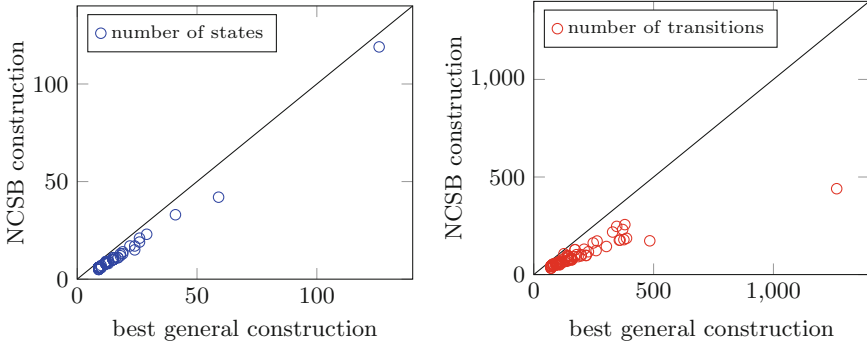 number of states
100
50
0
0
50
100
NCSB construction
best general construction
number of transitions
1,000
500
0
0
500
1,000
NCSB construction
best general construction